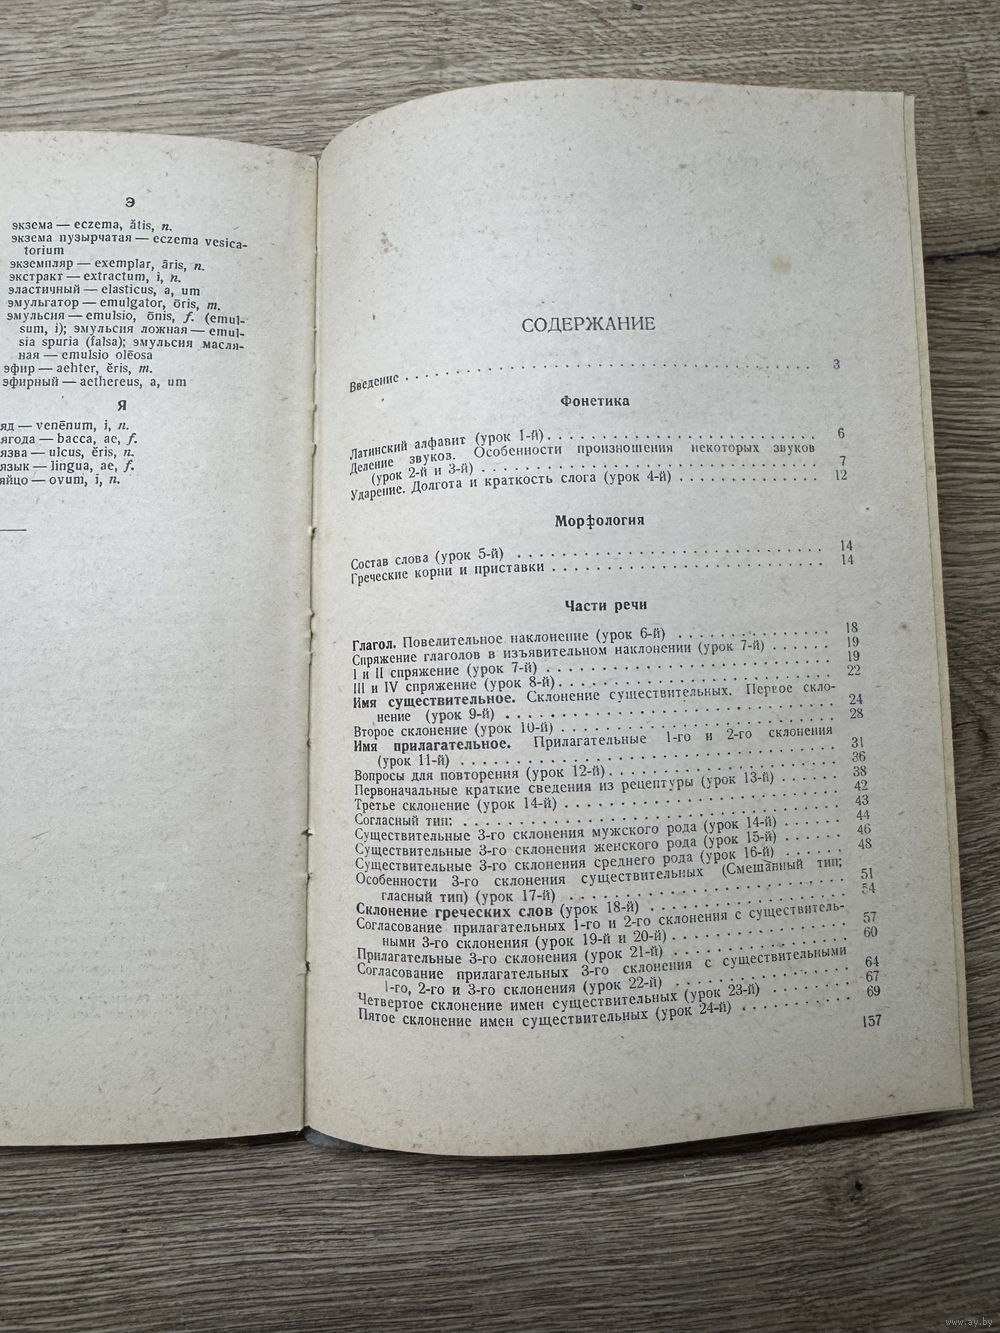 Э
экзема — eczema, ătis, n.
экзема пузырчатая — eczema vesica-
torium
экземпляр — exemplar, āris, n.
экстракт — extractum, i, n.
эластичный — elasticus, a, um
эмульгатор — emulgator, ōris, m.
эмульсия — emulsio, ōnis, f. (emul-
sum, i); эмульсия ложная — emul-
sia spuria (falsa); эмульсия масля-
ная — emulsio oleōsa
эфир — aehter, ĕris, m.
эфирный — aethereus, a, um
Я
яд — venēnum, i, n.
ягода — bacca, ae, f.
язва — ulcus, ĕris, n.
язык — lingua, ae, f.
яйцо — ovum, i, n.
СОДЕРЖАНИЕ
Введение . . . 3
Фонетика
Латинский алфавит (урок 1-й) . . . 6
Деление звуков. Особенности произношения некоторых звуков
(урок 2-й и 3-й) . . . 7
Ударение. Долгота и краткость слога (урок 4-й) . . . 12
Морфология
Состав слова (урок 5-й) . . . 14
Греческие корни и приставки . . . 14
Части речи
Глагол. Повелительное наклонение (урок 6-й) . . . 18
Спряжение глаголов в изъявительном наклонении (урок 7-й) . . . 19
I и II спряжение (урок 7-й) . . . 19
III и IV спряжение (урок 8-й) . . . 22
Имя существительное. Склонение существительных. Первое скло-
нение (урок 9-й) . . . 24
Второе склонение (урок 10-й) . . . 28
Имя прилагательное. Прилагательные 1-го и 2-го склонения
(урок 11-й) . . . 31
Вопросы для повторения (урок 12-й) . . . 36
Первоначальные краткие сведения из рецептуры (урок 13-й) . . . 38
Третье склонение (урок 14-й) . . . 42
Согласный тип: . . . 43
Существительные 3-го склонения мужского рода (урок 14-й) . . . 44
Существительные 3-го склонения женского рода (урок 15-й) . . . 46
Существительные 3-го склонения среднего рода (урок 16-й) . . . 48
Особенности 3-го склонения существительных (Смешанный тип;
гласный тип) (урок 17-й) . . . 51
Склонение греческих слов (урок 18-й) . . . 54
Согласование прилагательных 1-го и 2-го склонения с существитель-
ными 3-го склонения (урок 19-й и 20-й) . . . 57
Прилагательные 3-го склонения (урок 21-й) . . . 60
Согласование прилагательных 3-го склонения с существительными
1-го, 2-го и 3-го склонения (урок 22-й) . . . 64
Четвертое склонение имен существительных (урок 23-й) . . . 67
Пятое склонение имен существительных (урок 24-й) . . . 69
157
www.ay.by